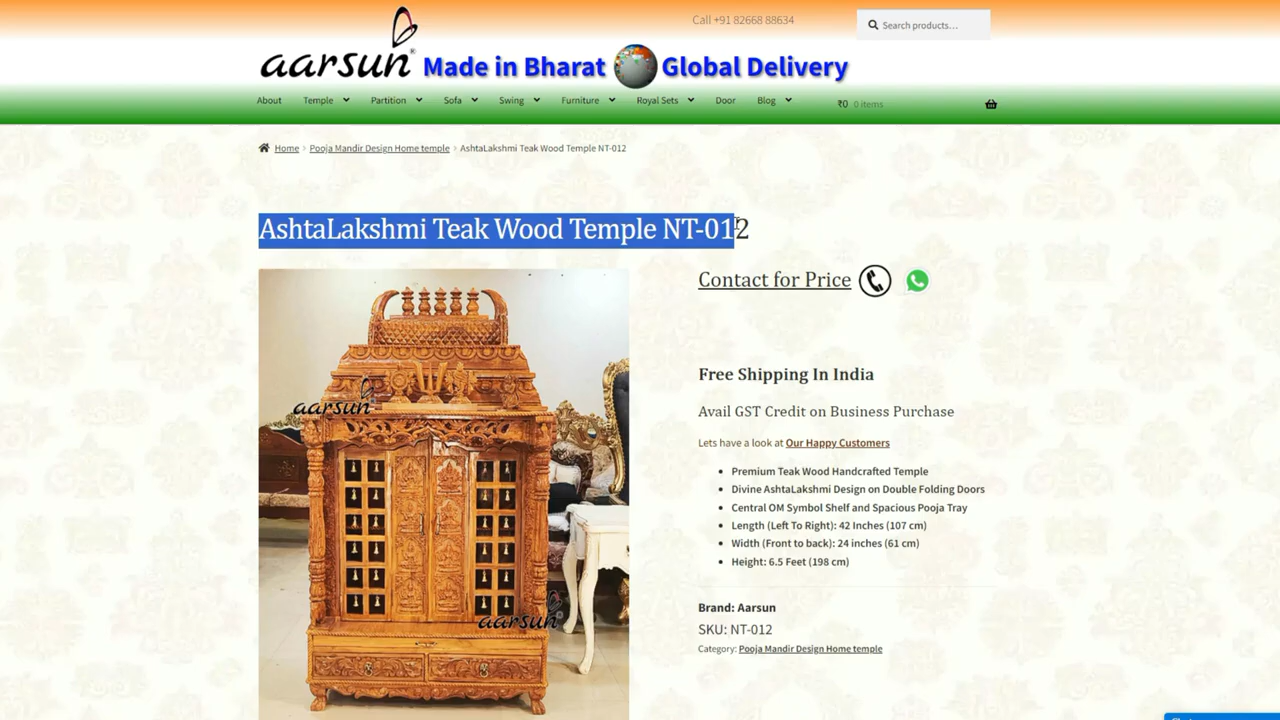 Call +91 82668 88634
Search products…
aarsun®
Made in Bharat Global Delivery
About Temple Partition Sofa Swing Furniture Royal Sets Door Blog ₹0 0 items
Home › Pooja Mandir Design Home temple › AshtaLakshmi Teak Wood Temple NT-012
AshtaLakshmi Teak Wood Temple NT-012
Contact for Price
Free Shipping In India
Avail GST Credit on Business Purchase
Lets have a look at Our Happy Customers
Premium Teak Wood Handcrafted Temple
Divine AshtaLakshmi Design on Double Folding Doors
Central OM Symbol Shelf and Spacious Pooja Tray
Length (Left To Right): 42 Inches (107 cm)
Width (Front to back): 24 inches (61 cm)
Height: 6.5 Feet (198 cm)
Brand: Aarsun
SKU: NT-012
Category: Pooja Mandir Design Home temple
aarsun
aarsun®